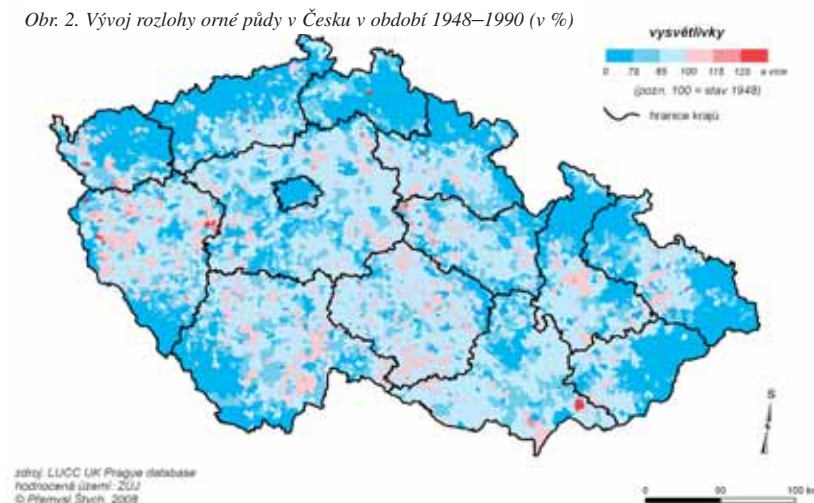 Obr. 2. Vývoj rozlohy orné půdy v Česku v období 1948–1990 (v %)
vysvětlivky
0 75 85 100 115 125 a více
(pozn. 100 = stav 1948)
hranice krajů
S
zdroj: LUCC UK Prague database
hodnocená území: ZÚJ
© Přemysl Štych, 2008
0 50 100 km